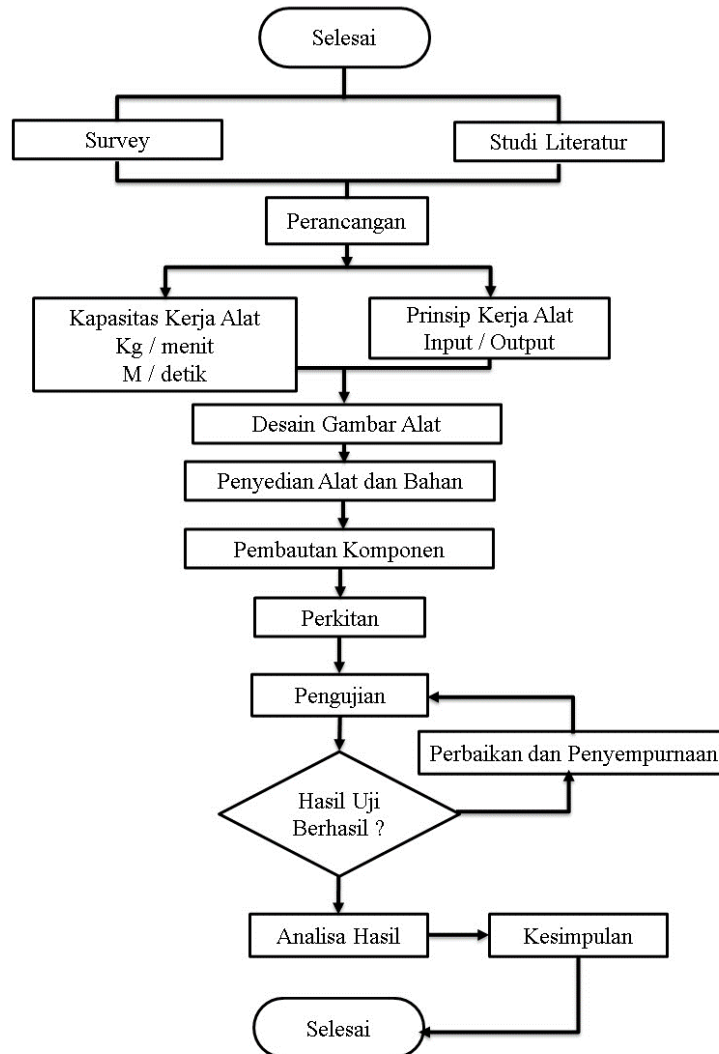 Selesai
Survey
Studi Literatur
Perancangan
Kapasitas Kerja Alat
Kg / menit
M / detik
Prinsip Kerja Alat
Input / Output
Desain Gambar Alat
Penyedian Alat dan Bahan
Pembautan Komponen
Perkitan
Pengujian
Perbaikan dan Penyempurnaan
Hasil Uji
Berhasil ?
Analisa Hasil
Kesimpulan
Selesai